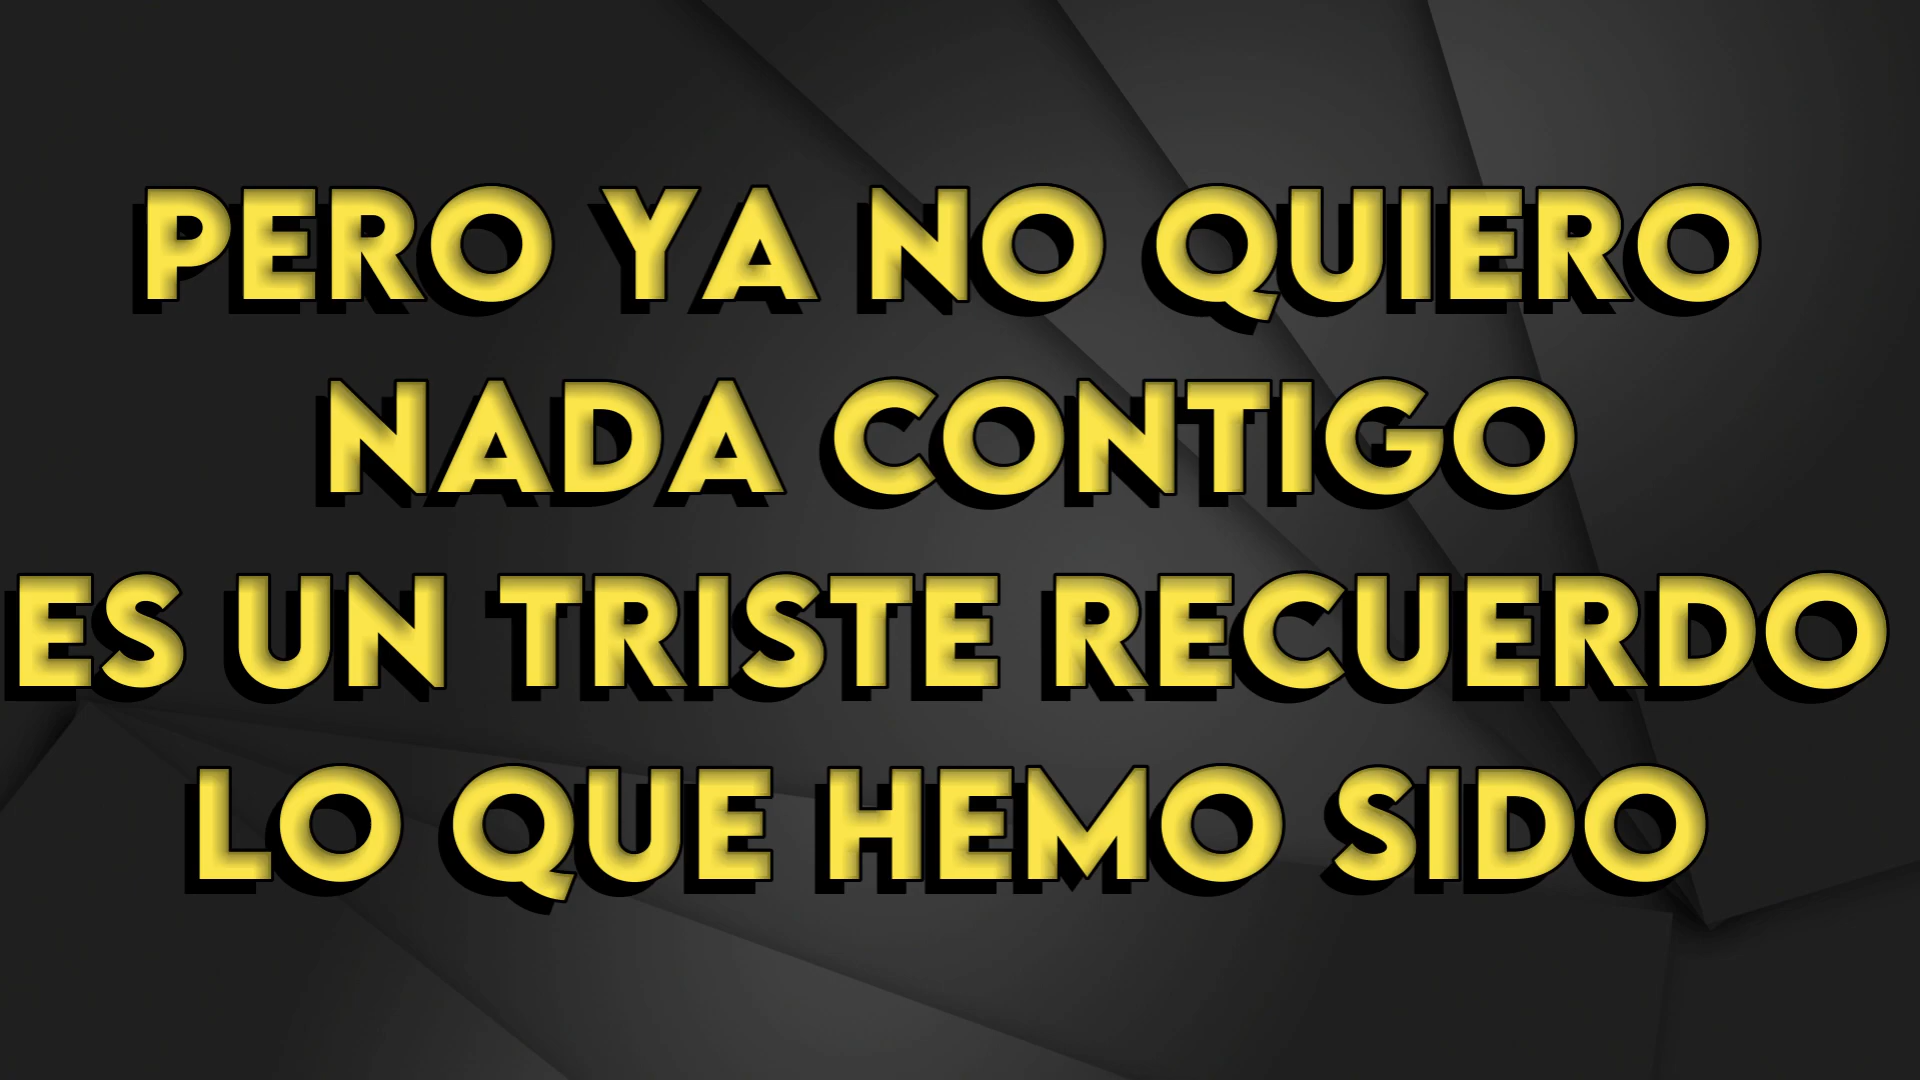 PERO YA NO QUIERO
NADA CONTIGO
ES UN TRISTE RECUERDO
LO QUE HEMO SIDO